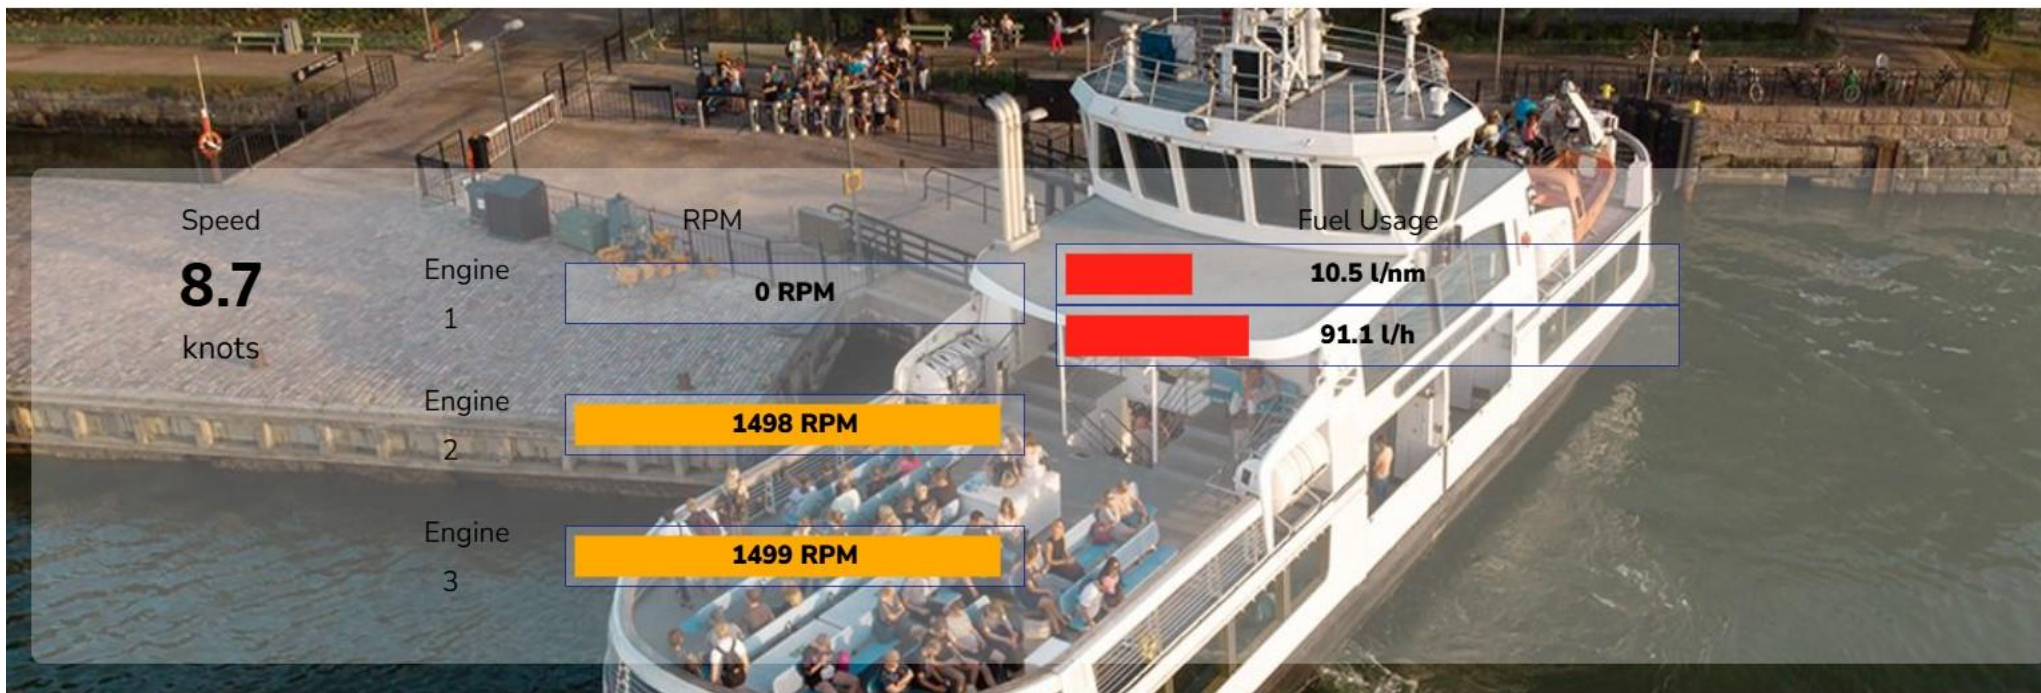 Speed
8.7
knots
RPM
Engine
1
0 RPM
Engine
2
1498 RPM
Engine
3
1499 RPM
Fuel Usage
10.5 l/nm
91.1 l/h